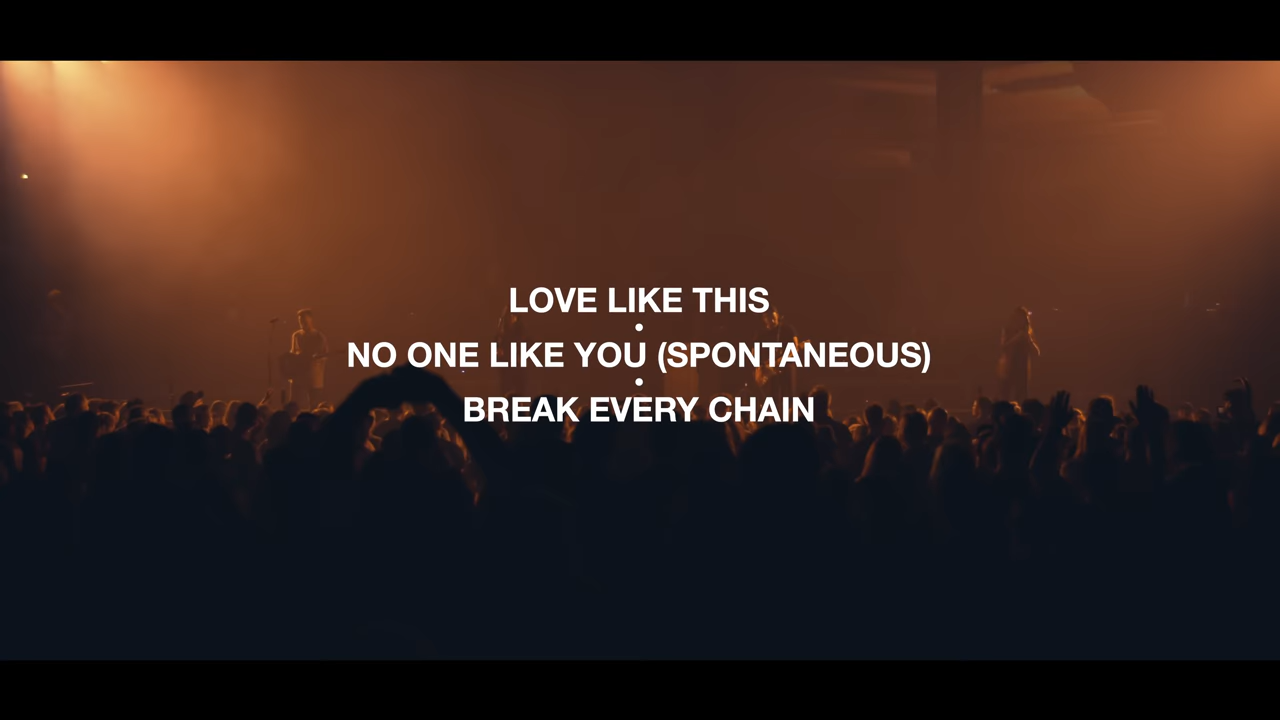 LOVE LIKE THIS
•
NO ONE LIKE YOU (SPONTANEOUS)
•
BREAK EVERY CHAIN